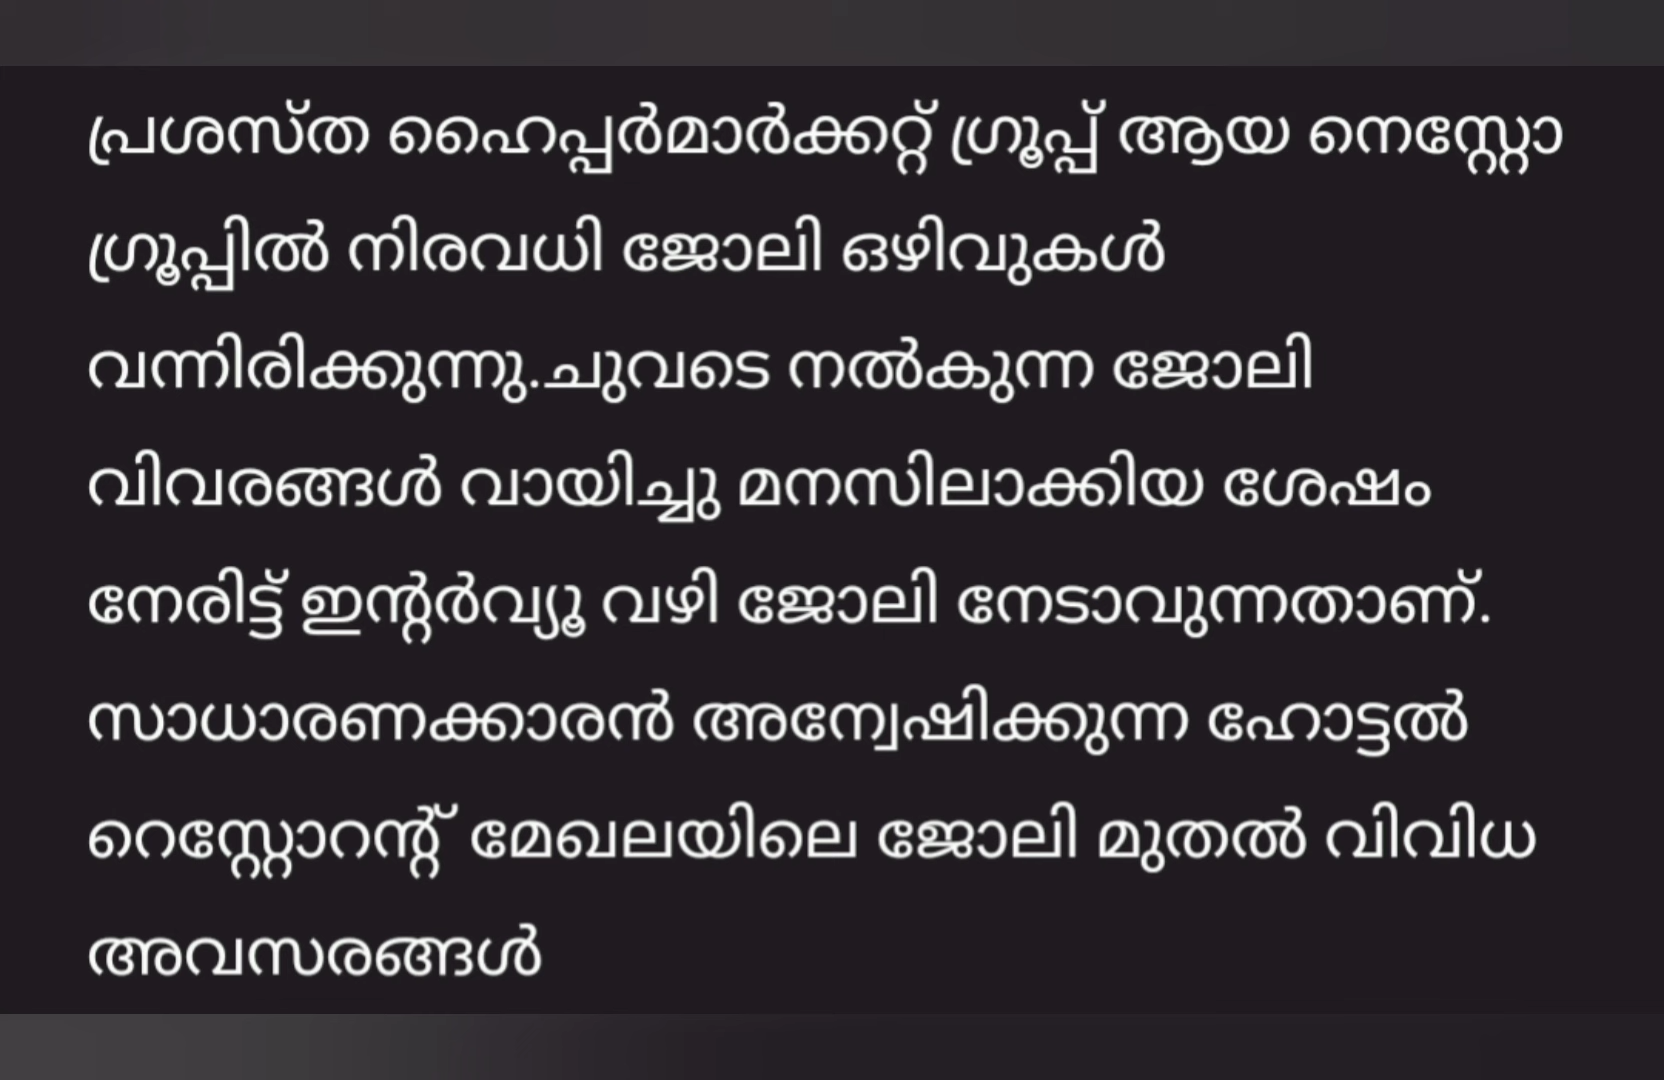 പ്രശസ്ത ഹൈപ്പർമാർക്കറ്റ് ഗ്രൂപ്പ് ആയ നെസ്റ്റോ
ഗ്രൂപ്പിൽ നിരവധി ജോലി ഒഴിവുകൾ
വന്നിരിക്കുന്നു.ചുവടെ നൽകുന്ന ജോലി
വിവരങ്ങൾ വായിച്ചു മനസിലാക്കിയ ശേഷം
നേരിട്ട് ഇന്റർവ്യൂ വഴി ജോലി നേടാവുന്നതാണ്.
സാധാരണക്കാരൻ അന്വേഷിക്കുന്ന ഹോട്ടൽ
റെസ്റ്റോറന്റ് മേഖലയിലെ ജോലി മുതൽ വിവിധ
അവസരങ്ങൾ